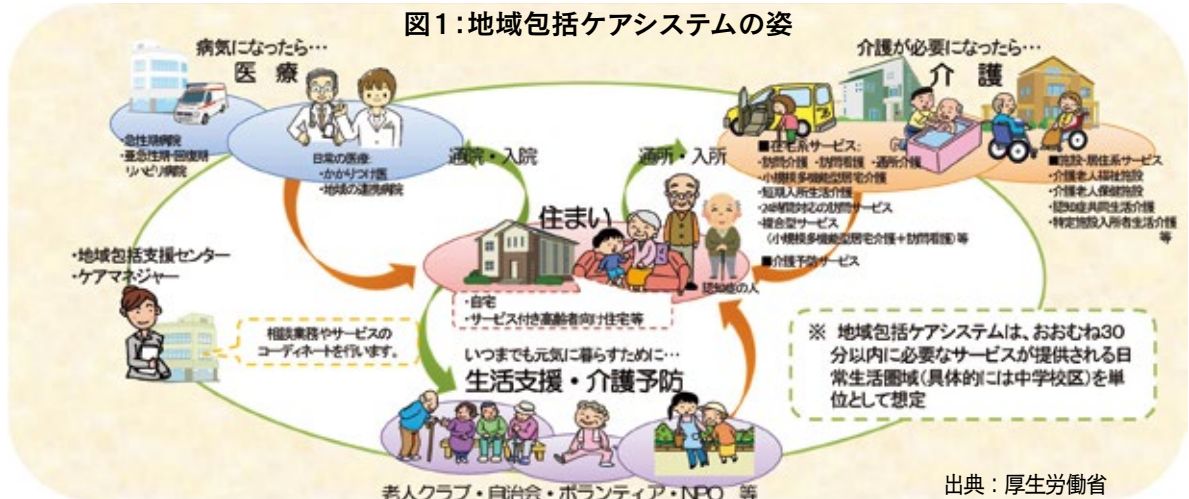 図1:地域包括ケアシステムの姿
病気になったら…
医 療
・急性期病院
・亜急性期・回復期
リハビリ病院
日常の医療:
・かかりつけ医
・地域の連携病院
通院・入院
通所・入所
介護が必要になったら…
介 護
■在宅系サービス:
・訪問介護・訪問看護・通所介護
・小規模多機能型居宅介護
・短期入所生活介護
・24時間対応の訪問サービス
・複合型サービス
(小規模多機能型居宅介護+訪問看護)等
■介護予防サービス
■施設・居住系サービス
・介護老人福祉施設
・介護老人保健施設
・認知症共同生活介護
・特定施設入所者生活介護
等
住まい
認知症の人
・自宅
・サービス付き高齢者向け住宅等
・地域包括支援センター
・ケアマネジャー
相談業務やサービスの
コーディネートを行います。
いつまでも元気に暮らすために…
生活支援・介護予防
老人クラブ・自治会・ボランティア・NPO 等
※ 地域包括ケアシステムは、おおむね30
分以内に必要なサービスが提供される日
常生活圏域(具体的には中学校区)を単
位として想定
出典:厚生労働省